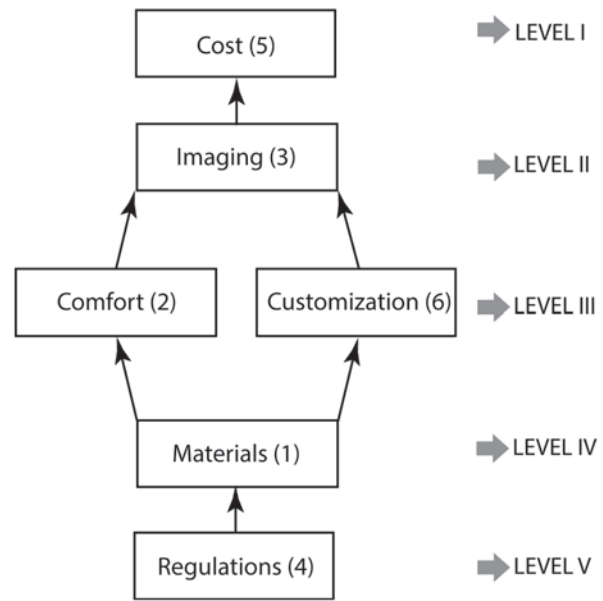 Cost (5)
LEVEL I
Imaging (3)
LEVEL II
Comfort (2)
Customization (6)
LEVEL III
Materials (1)
LEVEL IV
Regulations (4)
LEVEL V